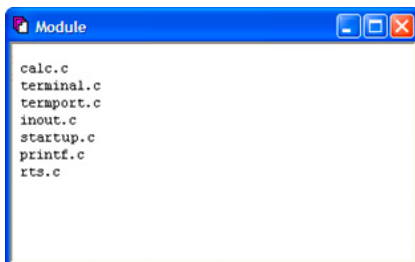 Module
calc.c
terminal.c
termport.c
inout.c
startup.c
printf.c
rts.c